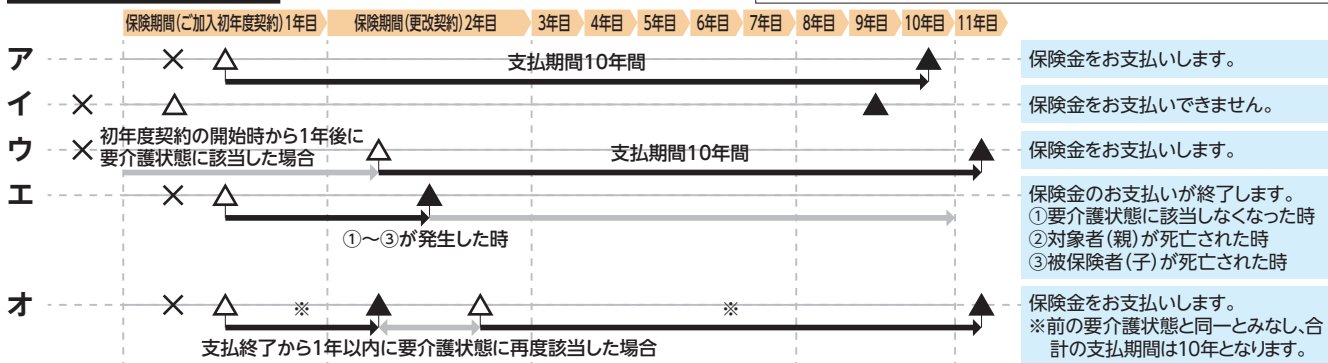 保険期間(ご加入初年度契約)1年目 保険期間(更改契約)2年目 3年目 4年目 5年目 6年目 7年目 8年目 9年目 10年目 11年目
ア × △ 支払期間10年間 ▲ 保険金をお支払いします。
イ × △ ▲ 保険金をお支払いできません。
ウ × 初年度契約の開始時から1年後に
要介護状態に該当した場合 △ 支払期間10年間 ▲ 保険金をお支払いします。
エ × △ ▲ 保険金のお支払いが終了します。
①要介護状態に該当しなくなった時
①~③が発生した時 ②対象者(親)が死亡された時
③被保険者(子)が死亡された時
オ × △ ※ ▲ △ ※ ▲ 保険金をお支払いします。
※前の要介護状態と同一とみなし、合
支払終了から1年以内に要介護状態に再度該当した場合 計の支払期間は10年となります。